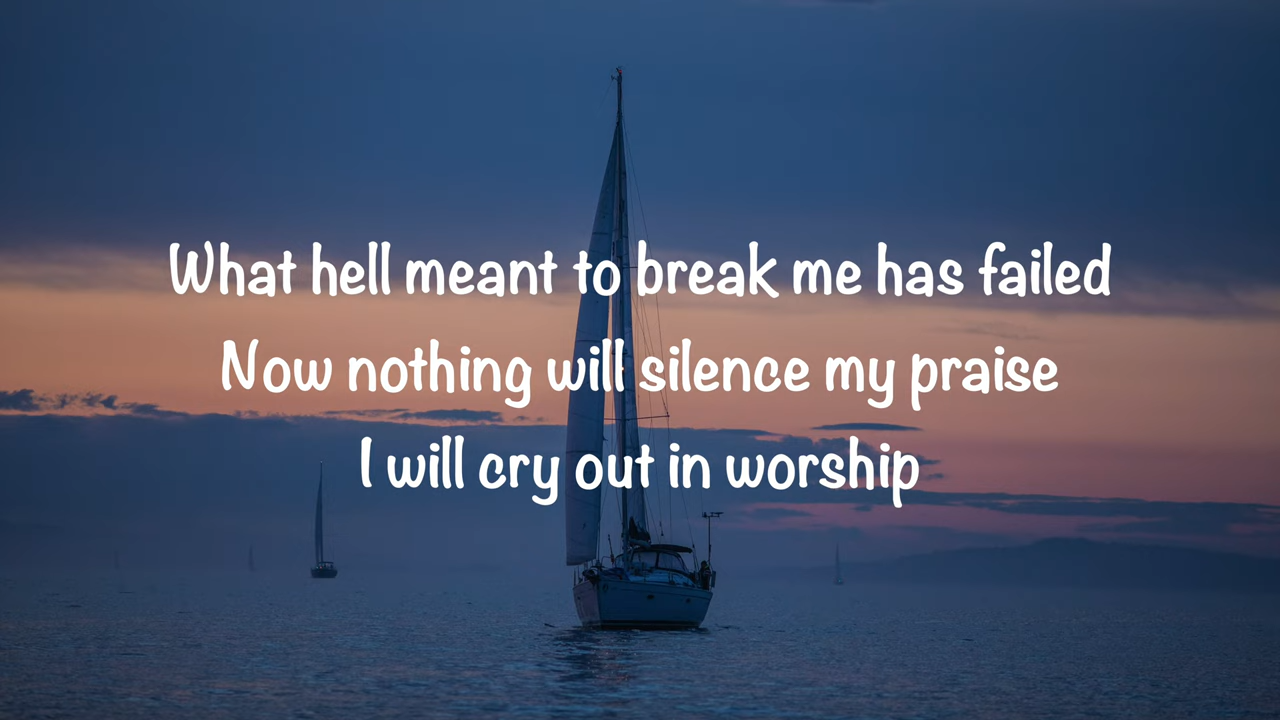 What hell meant to break me has failed
Now nothing will silence my praise
I will cry out in worship